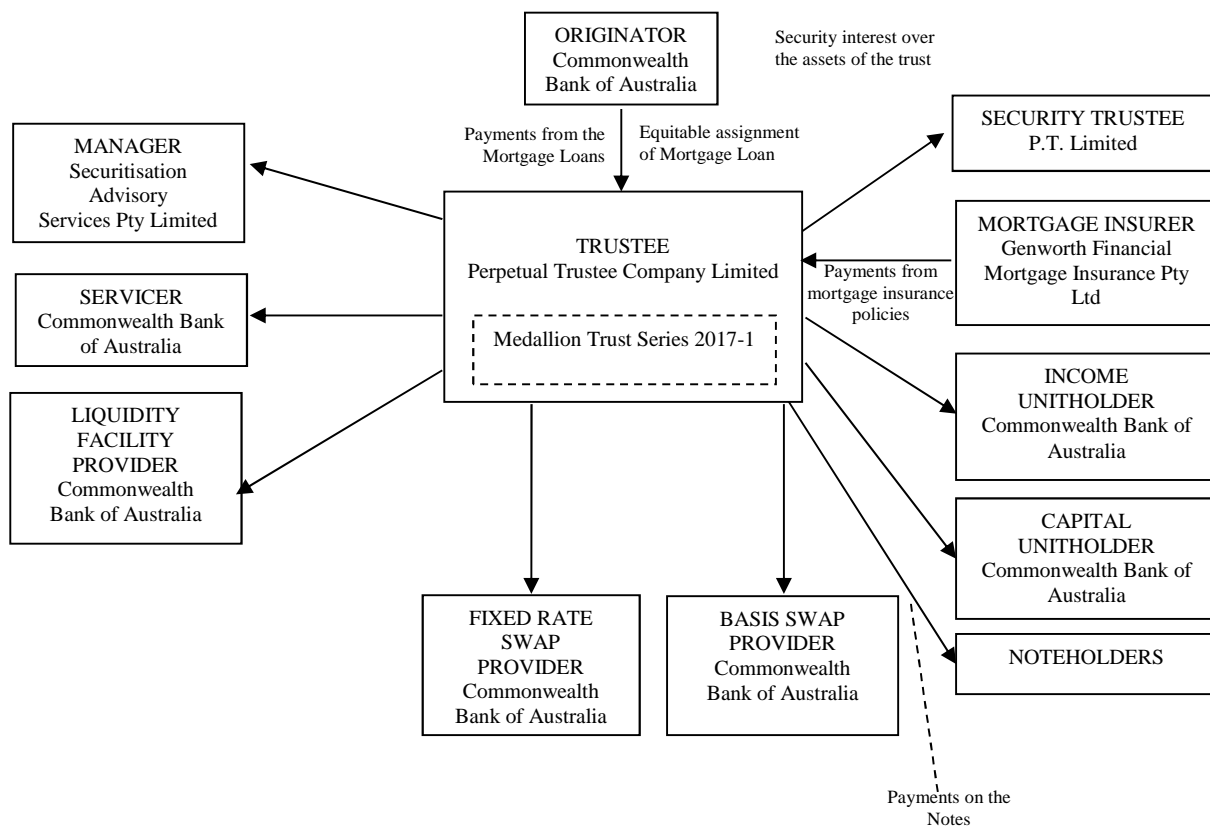 ORIGINATOR
Commonwealth
Bank of Australia
Security interest over
the assets of the trust
Payments from the
Mortgage Loans
Equitable assignment
of Mortgage Loan
MANAGER
Securitisation
Advisory
Services Pty Limited
SECURITY TRUSTEE
P.T. Limited
TRUSTEE
Perpetual Trustee Company Limited
Medallion Trust Series 2017-1
MORTGAGE INSURER
Genworth Financial
Mortgage Insurance Pty
Ltd
Payments from
mortgage insurance
policies
SERVICER
Commonwealth Bank
of Australia
INCOME
UNITHOLDER
Commonwealth Bank of
Australia
LIQUIDITY
FACILITY
PROVIDER
Commonwealth
Bank of Australia
CAPITAL
UNITHOLDER
Commonwealth Bank of
Australia
FIXED RATE
SWAP
PROVIDER
Commonwealth
Bank of Australia
BASIS SWAP
PROVIDER
Commonwealth
Bank of Australia
NOTEHOLDERS
Payments on the
Notes